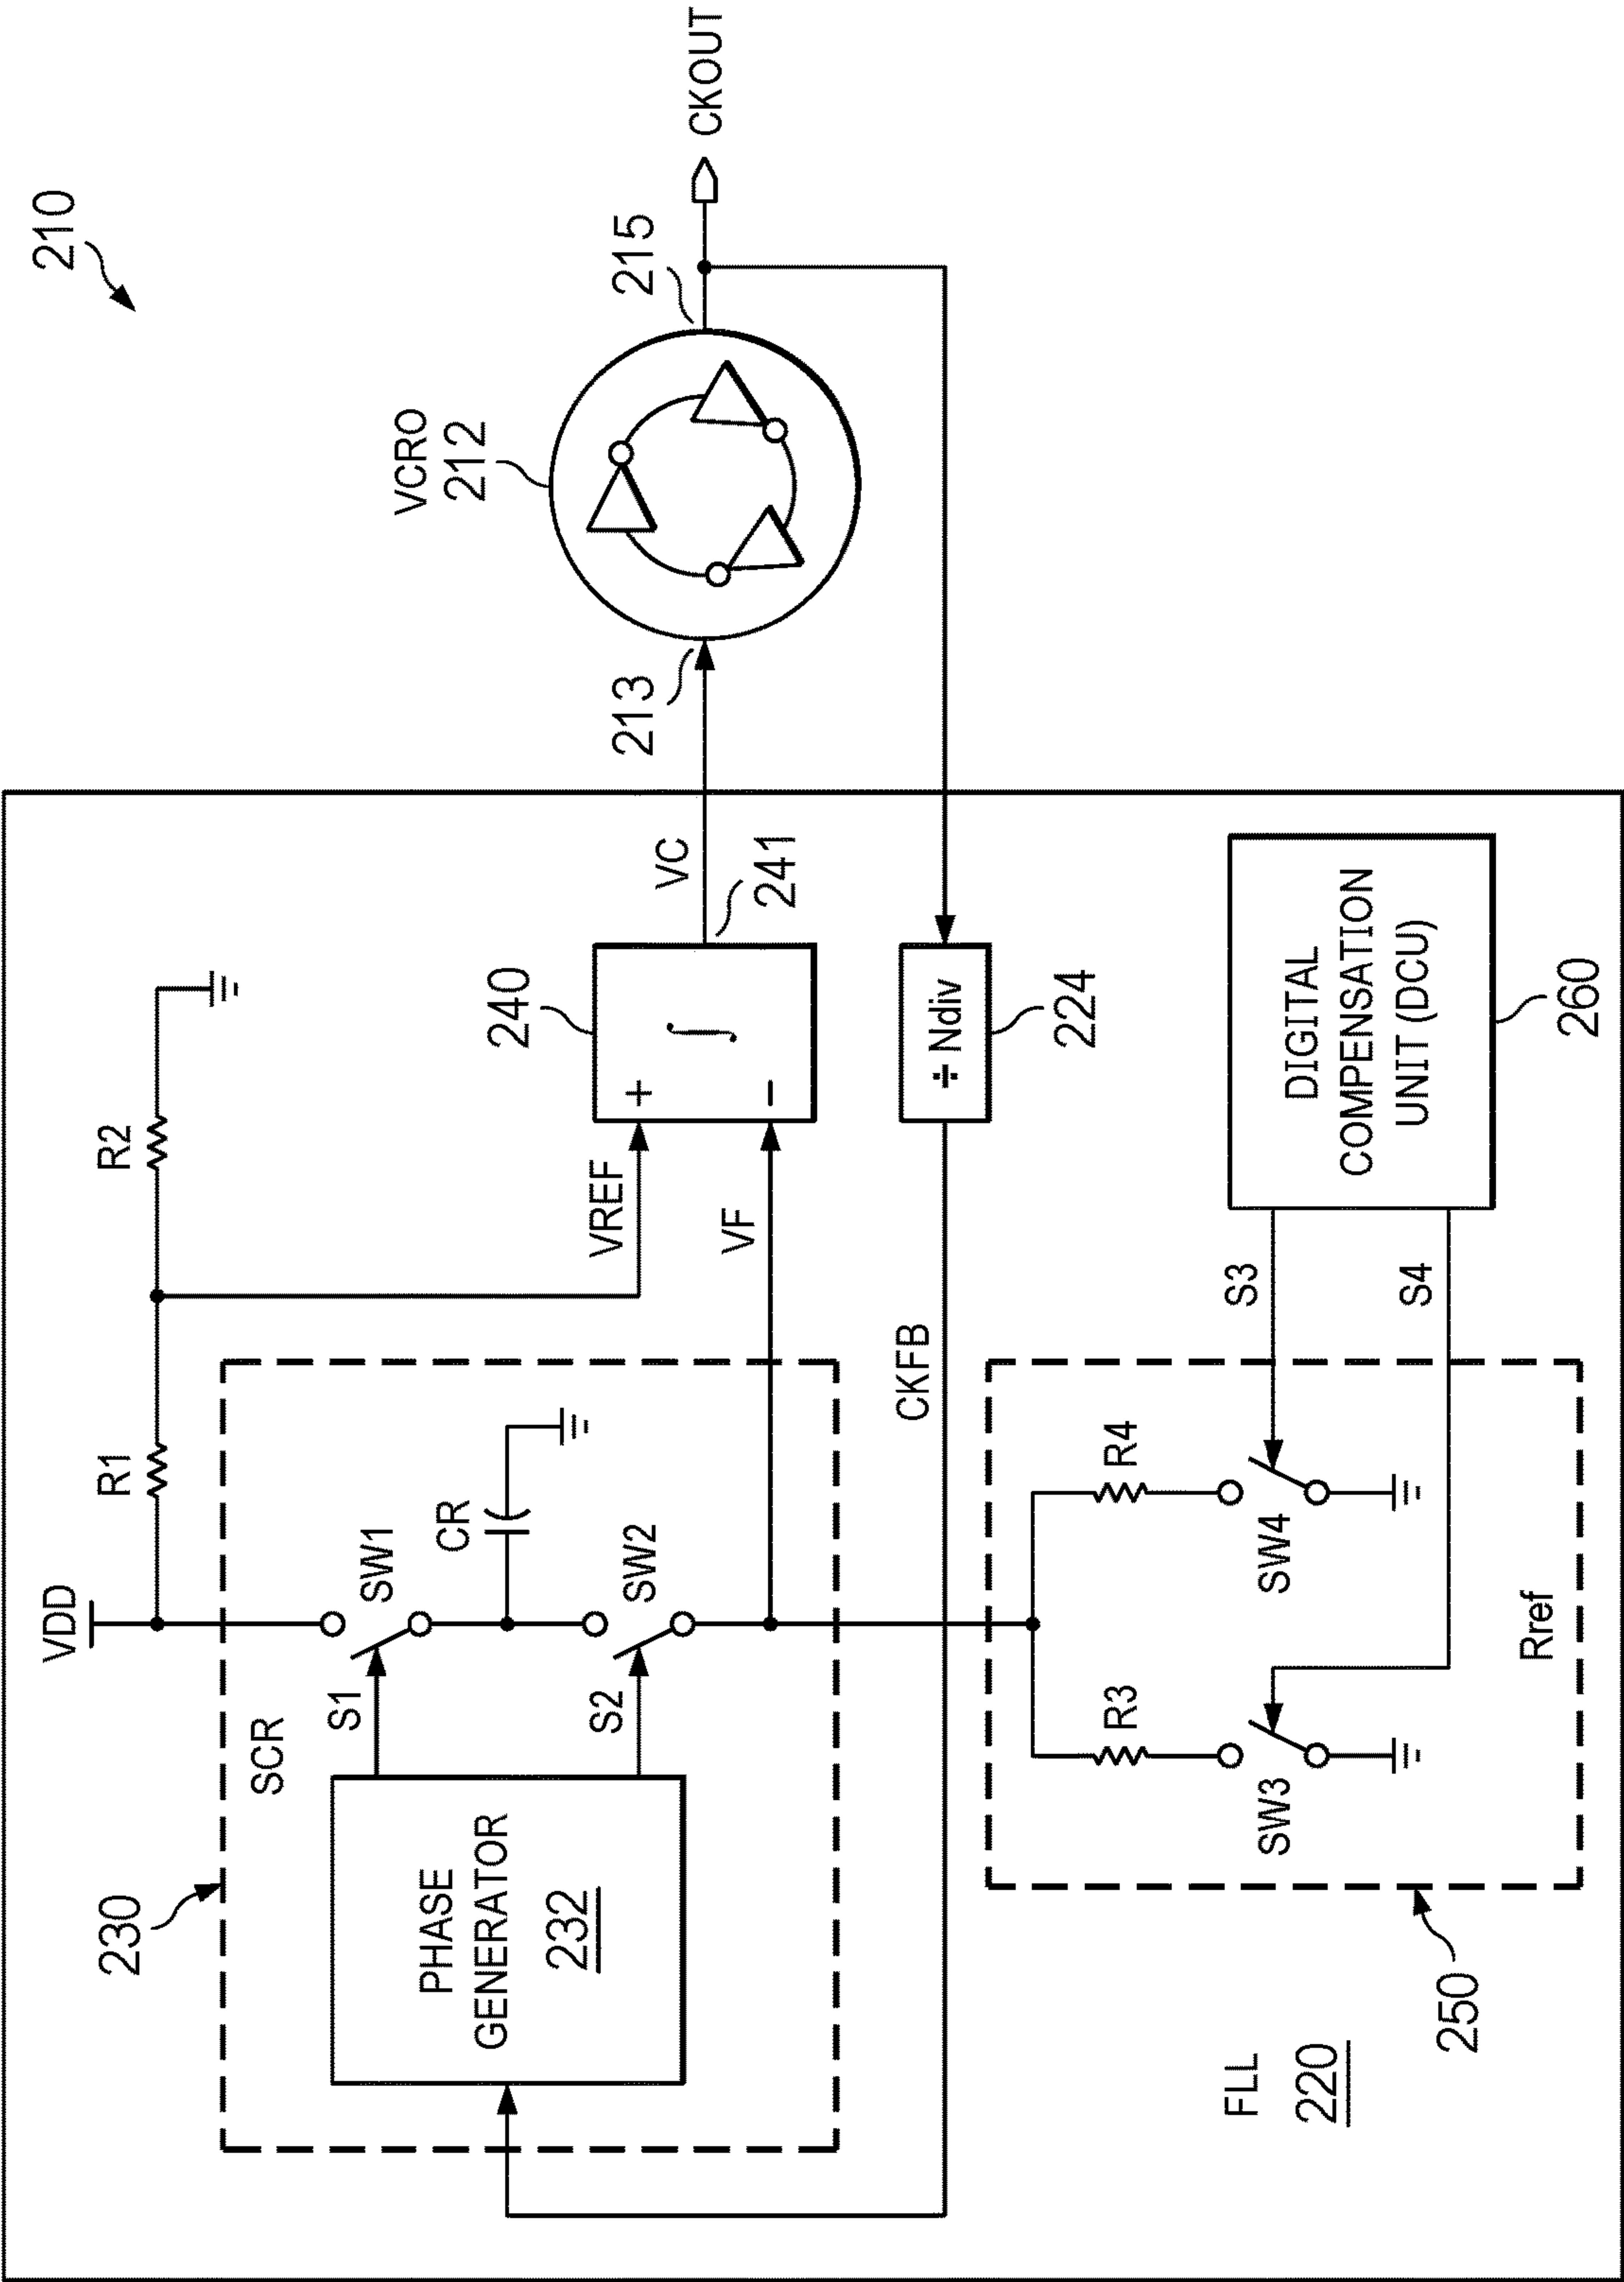 210
VCRO
212
215
CKOUT
213
VDD
R1
R2
230
SCR
S1
SW1
CR
S2
SW2
PHASE
GENERATOR
232
VREF
VF
240
+
∫
−
VC
241
CKFB
÷ Ndiv
224
R3
R4
SW3
SW4
S3
S4
Rref
250
DIGITAL
COMPENSATION
UNIT (DCU)
260
FLL
220